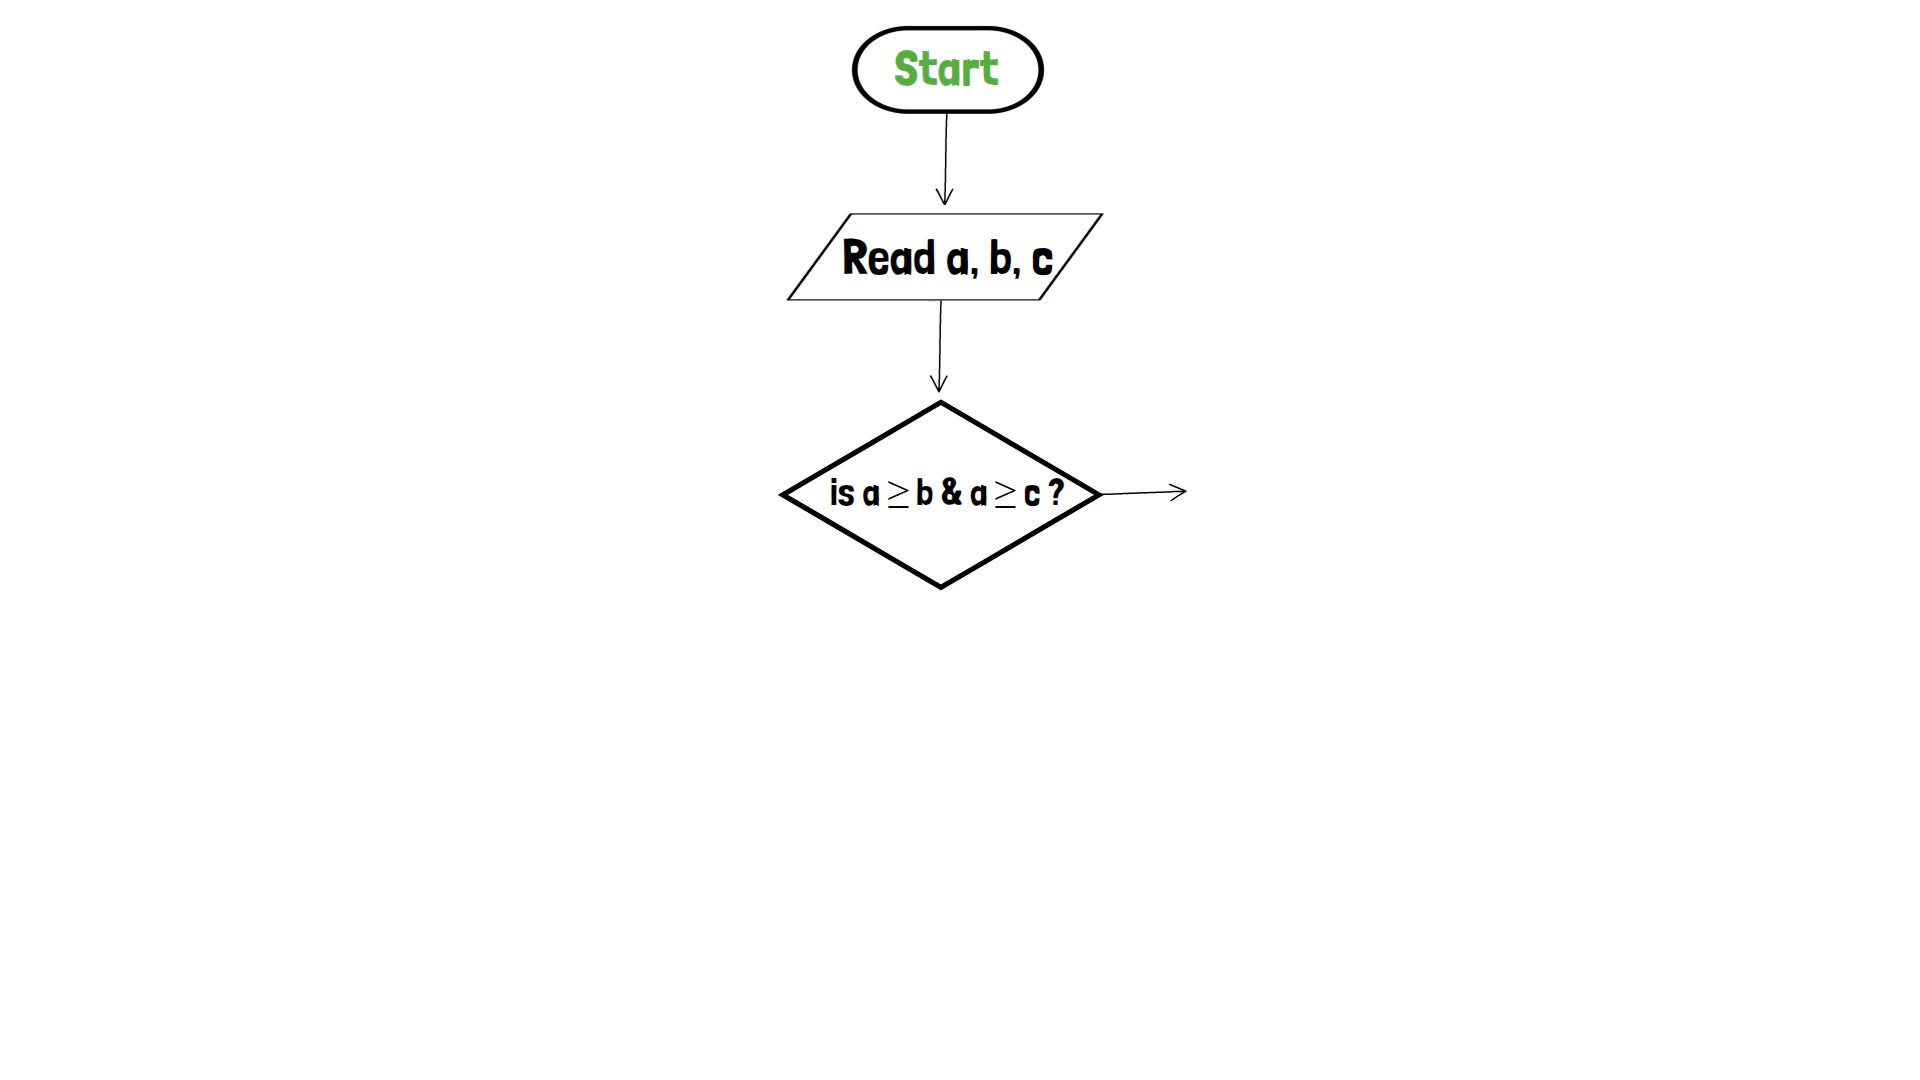 Start
Read a, b, c
is a ≥ b & a ≥ c ?